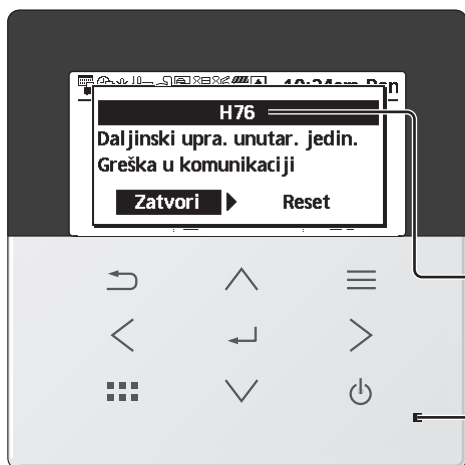 H76
Daljinski upra. unutar. jedin.
Greška u komunikaciji
Zatvori Reset